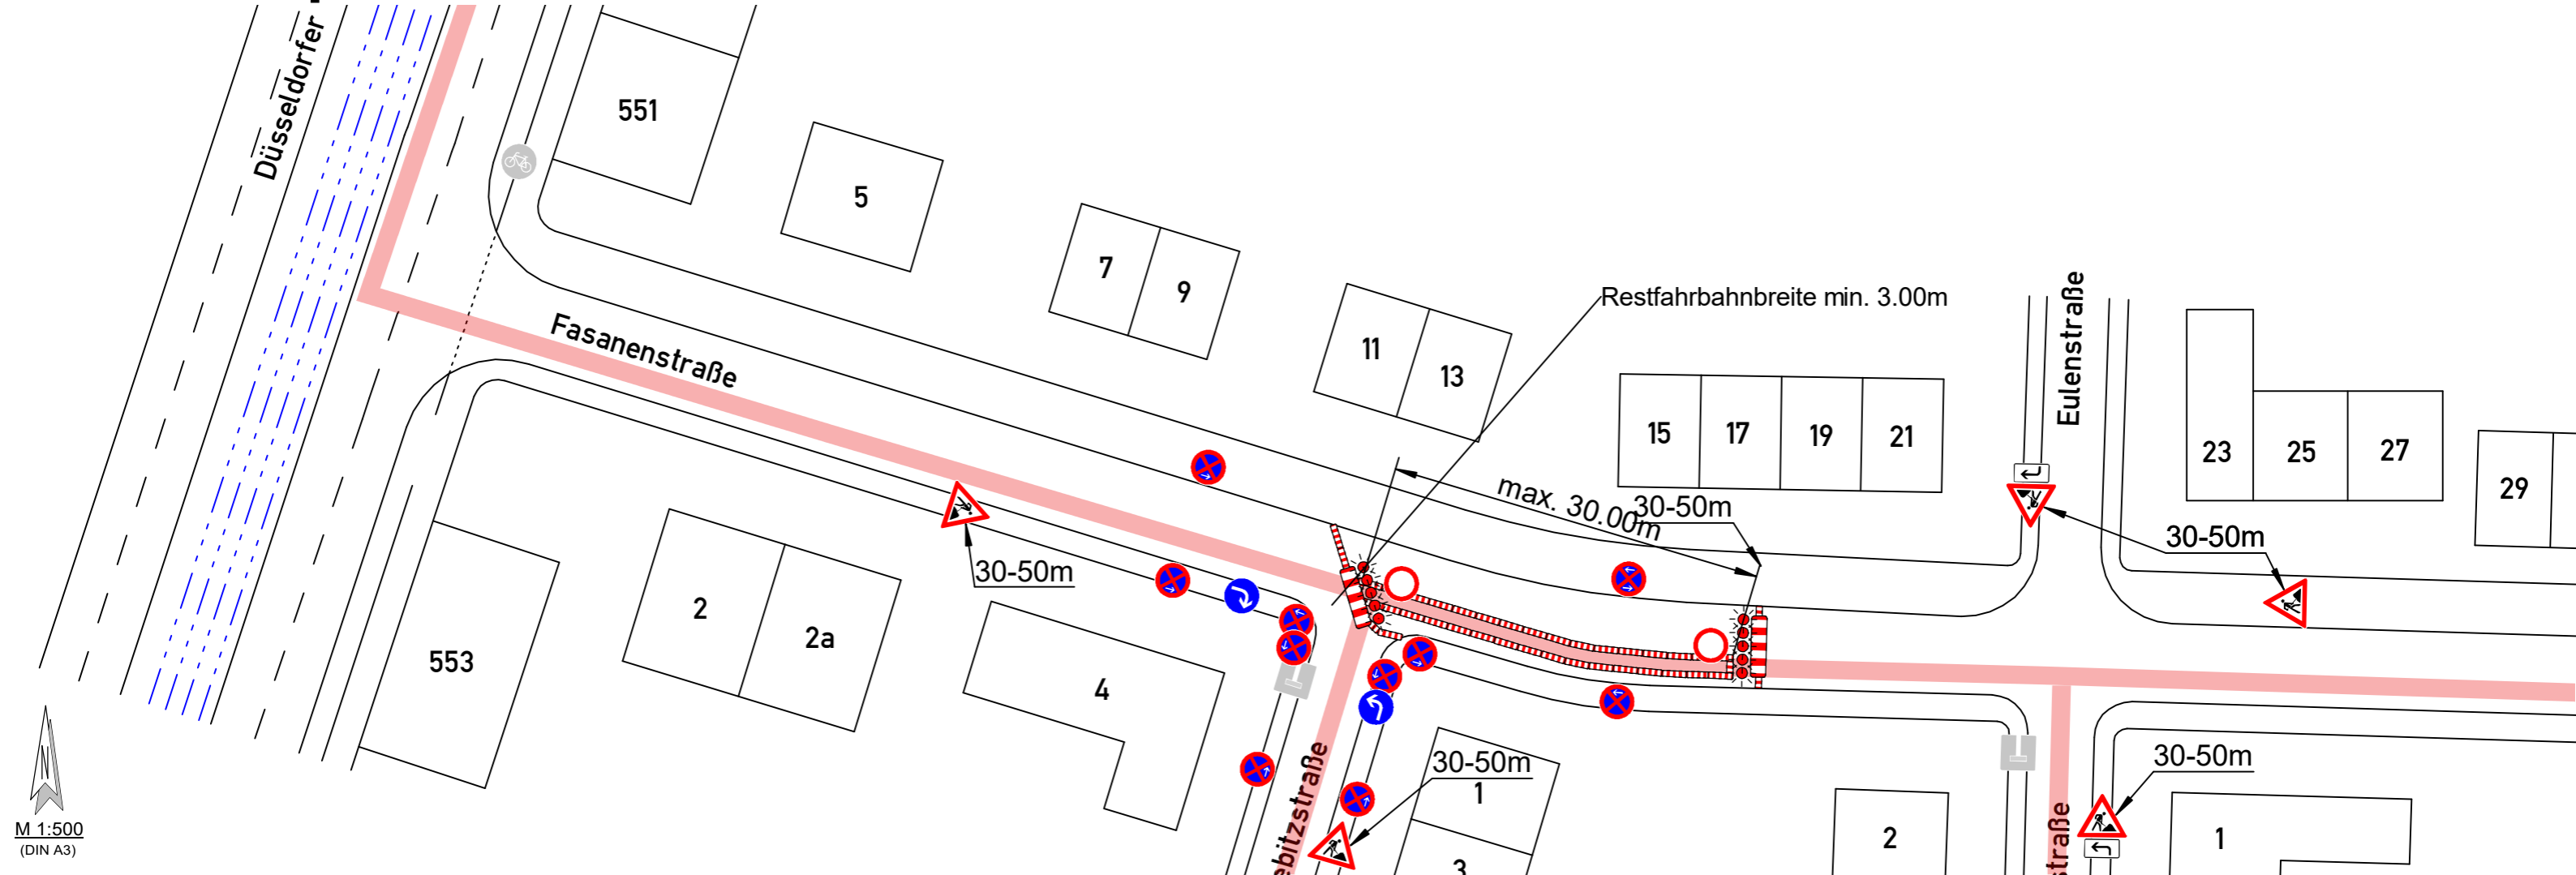 Düsseldorfer
551
5
7
9
11
13
Restfahrbahnbreite min. 3.00m
Fasanenstraße
max. 30.00m
30-50m
15
17
19
21
Eulenstraße
23
25
27
29
30-50m
30-50m
553
2
2a
4
ebitzstraße
30-50m
1
3
2
straße
30-50m
1
N
M 1:500
(DIN A3)